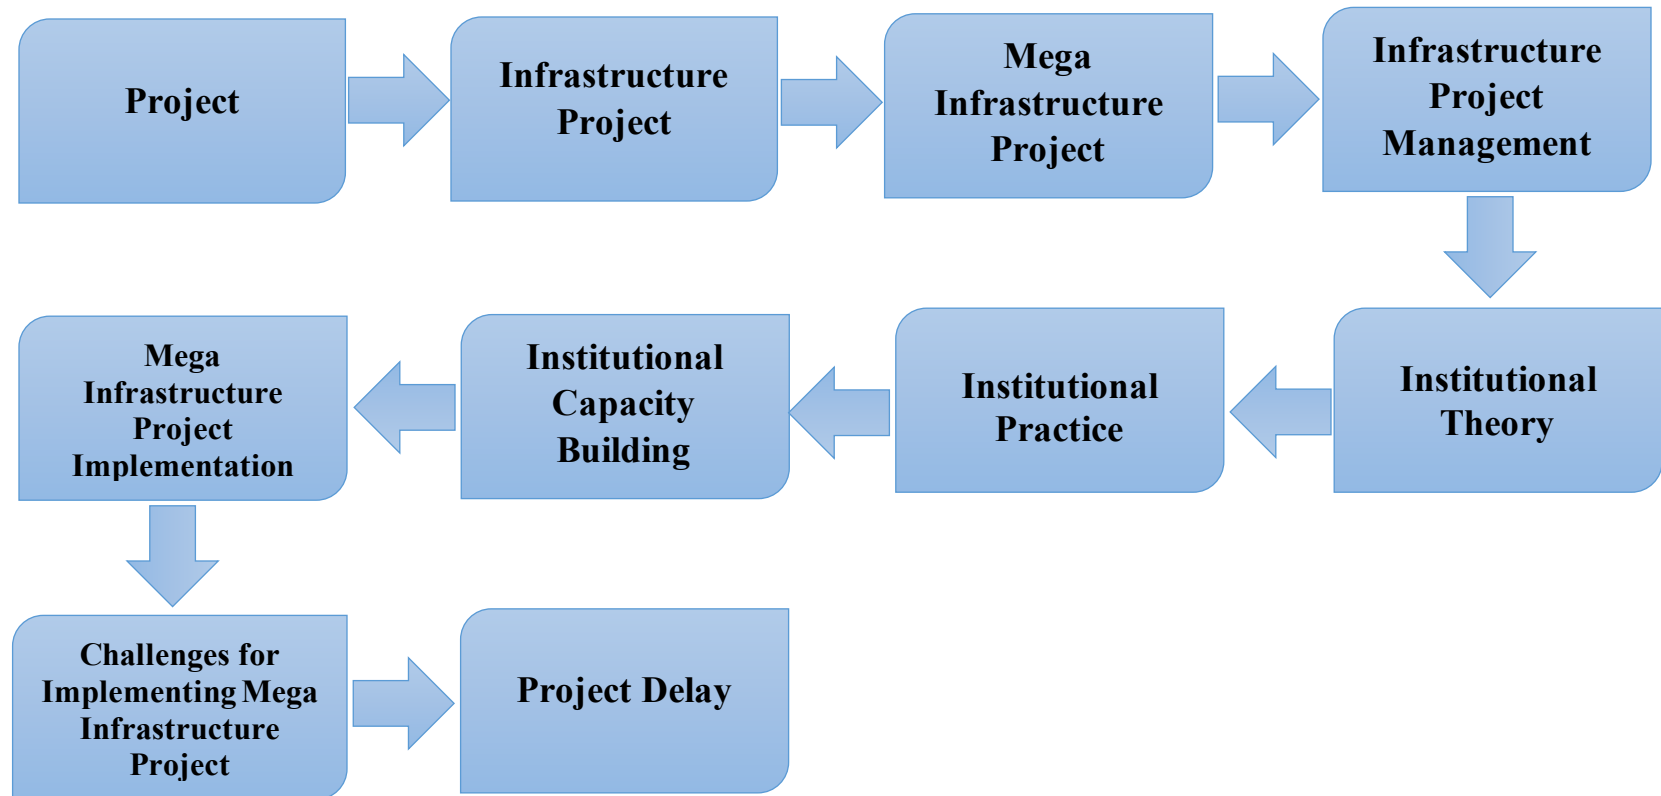 Project
Infrastructure
Project
Mega
Infrastructure
Project
Infrastructure
Project
Management
Institutional
Theory
Institutional
Practice
Institutional
Capacity
Building
Mega
Infrastructure
Project
Implementation
Challenges for
Implementing Mega
Infrastructure
Project
Project Delay